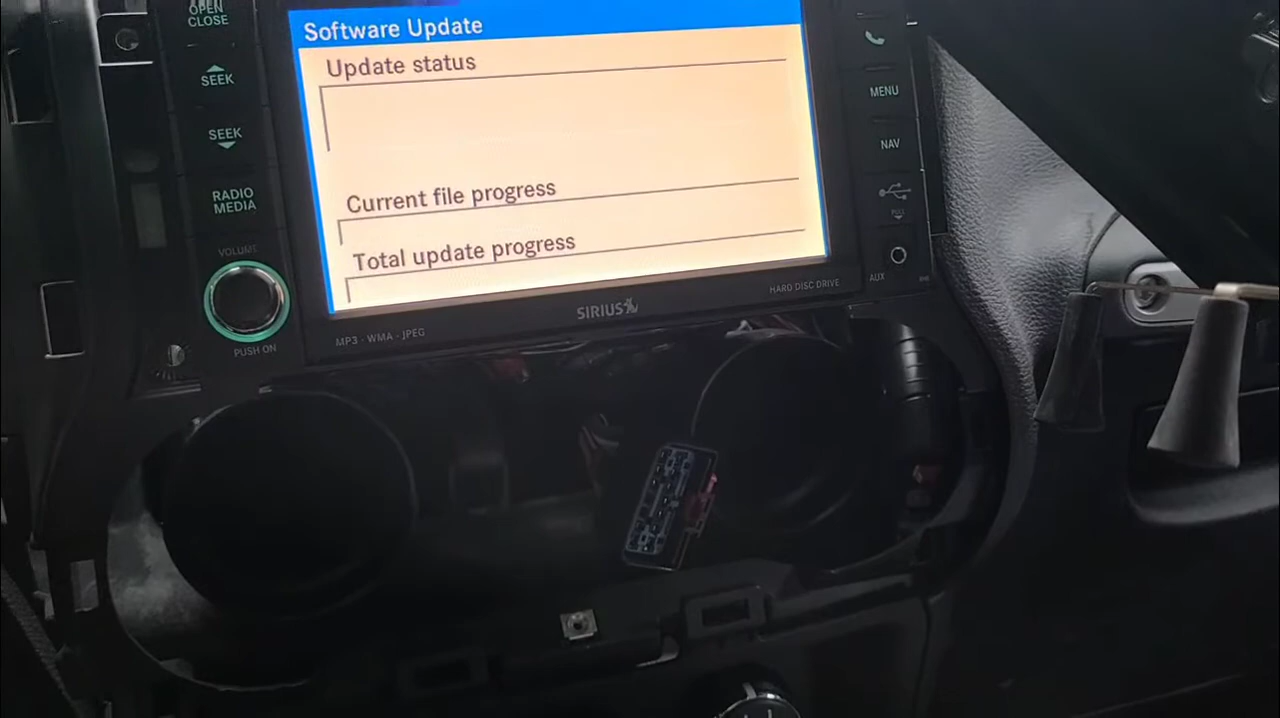 OPEN
CLOSE
SEEK
SEEK
RADIO
MEDIA
VOLUME
PUSH ON
Software Update
Update status
Current file progress
Total update progress
MENU
NAV
PULL
AUX
SIRIUS
HARD DISC DRIVE
MP3 - WMA - JPEG